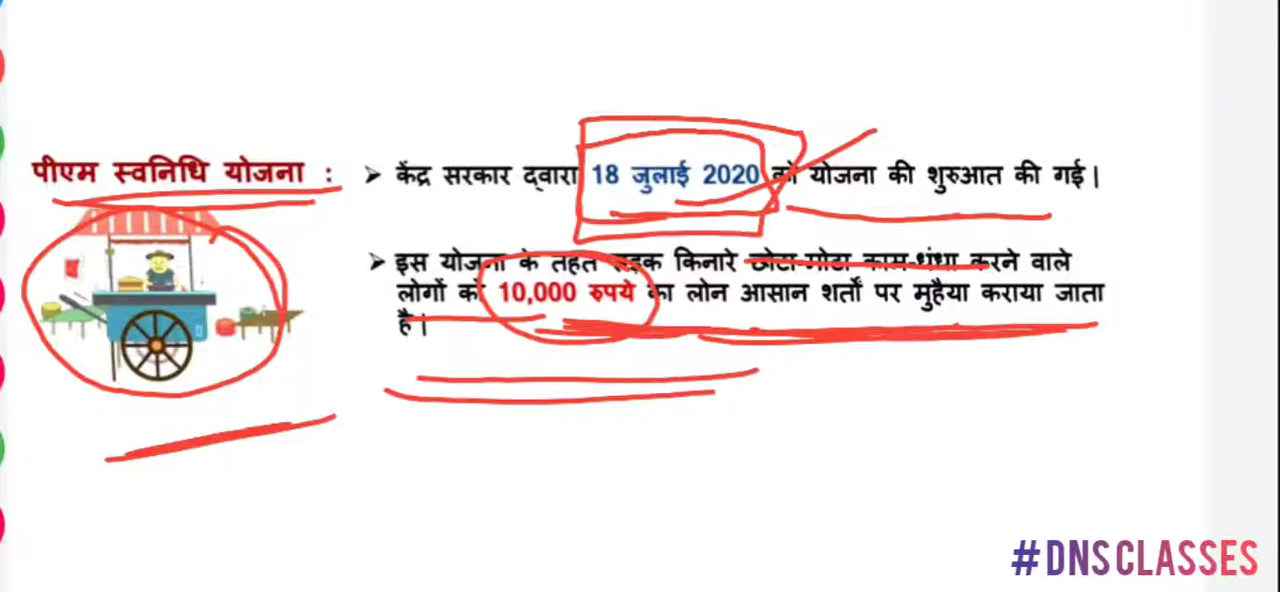 पीएम स्वनिधि योजना :
➢ केंद्र सरकार द्वारा 18 जुलाई 2020 को योजना की शुरुआत की गई।
➢ इस योजना के तहत सड़क किनारे छोटा मोटा काम धंधा करने वाले
लोगों को 10,000 रुपये का लोन आसान शर्तों पर मुहैया कराया जाता
है।
#DNSCLASSES